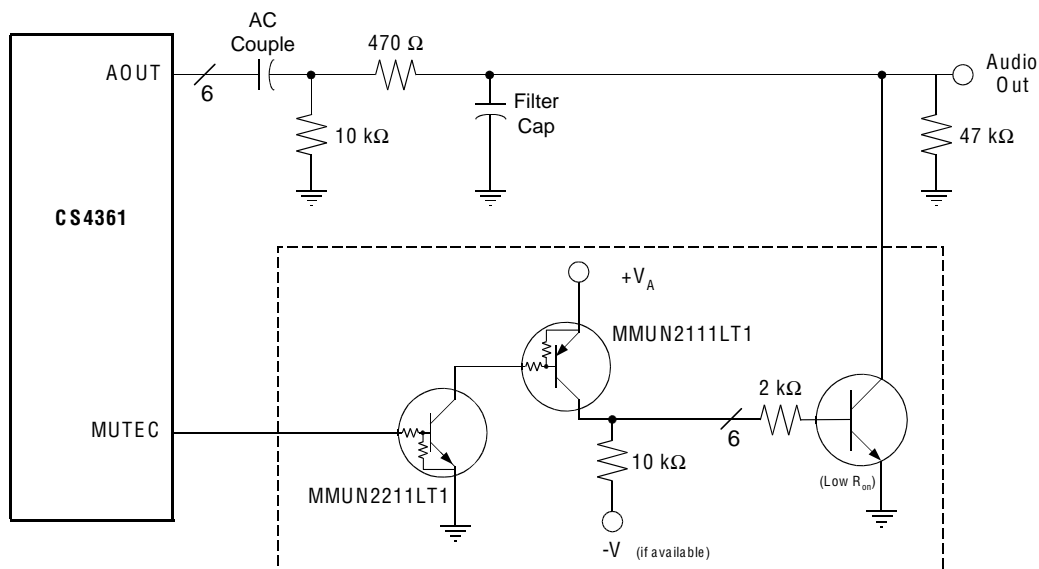 AC
Couple
470 Ω
AOUT
6
Audio
Out
Filter
Cap
10 kΩ
47 kΩ
CS4361
+VA
MMUN2111LT1
2 kΩ
MUTEC
6
10 kΩ
(Low Ron)
MMUN2211LT1
-V (if available)